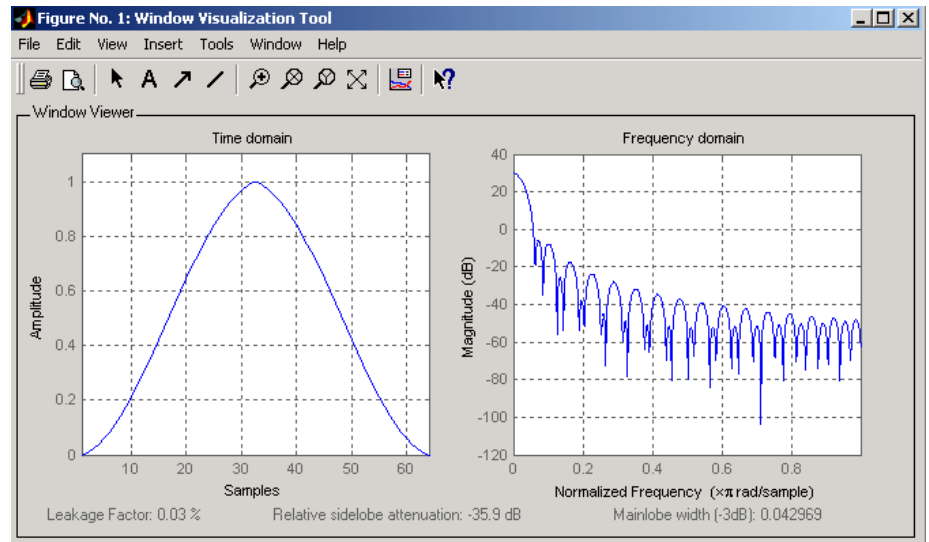 Figure No. 1: Window Visualization Tool
File Edit View Insert Tools Window Help
A
Window Viewer
Time domain
Frequency domain
1
0.8
0.6
0.4
0.2
0
Amplitude
10 20 30 40 50 60
Samples
40
20
0
-20
-40
-60
-80
-100
-120
Magnitude (dB)
0 0.2 0.4 0.6 0.8
Normalized Frequency (×π rad/sample)
Leakage Factor: 0.03 % Relative sidelobe attenuation: -35.9 dB Mainlobe width (-3dB): 0.042969